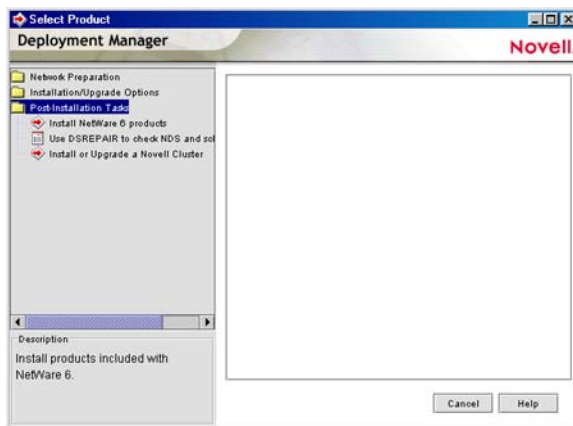 Select Product
Deployment Manager
Novell
Network Preparation
Installation/Upgrade Options
Post-Installation Tasks
Install NetWare 6 products
Use DSREPAIR to check NDS and
Install or Upgrade a Novell Cluster
Description
Install products included with
NetWare 6.
Cancel
Help